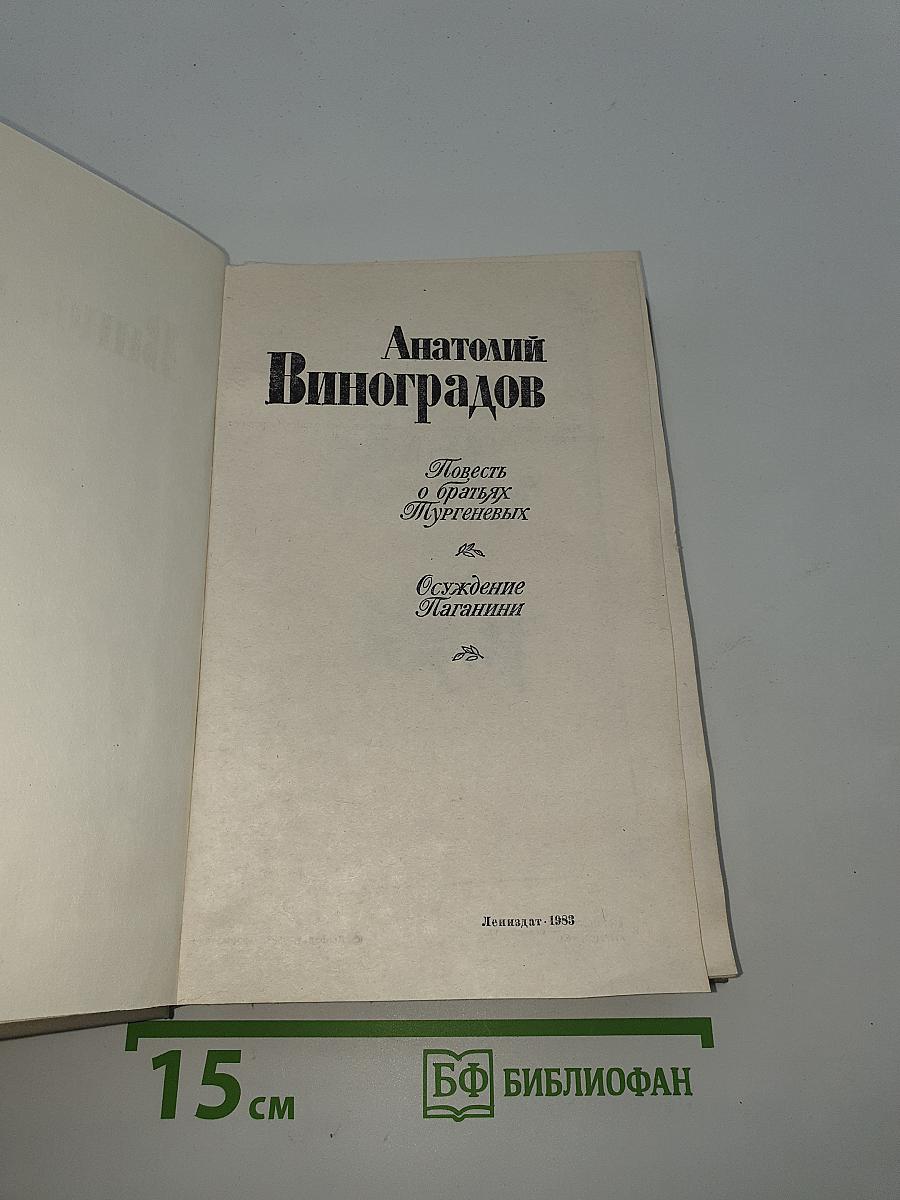 Анатолий
Виноградов
Повесть
о братьях
Тургеневых
Осуждение
Паганини
Лениздат · 1983
15 см
БФ БИБЛИОФАН